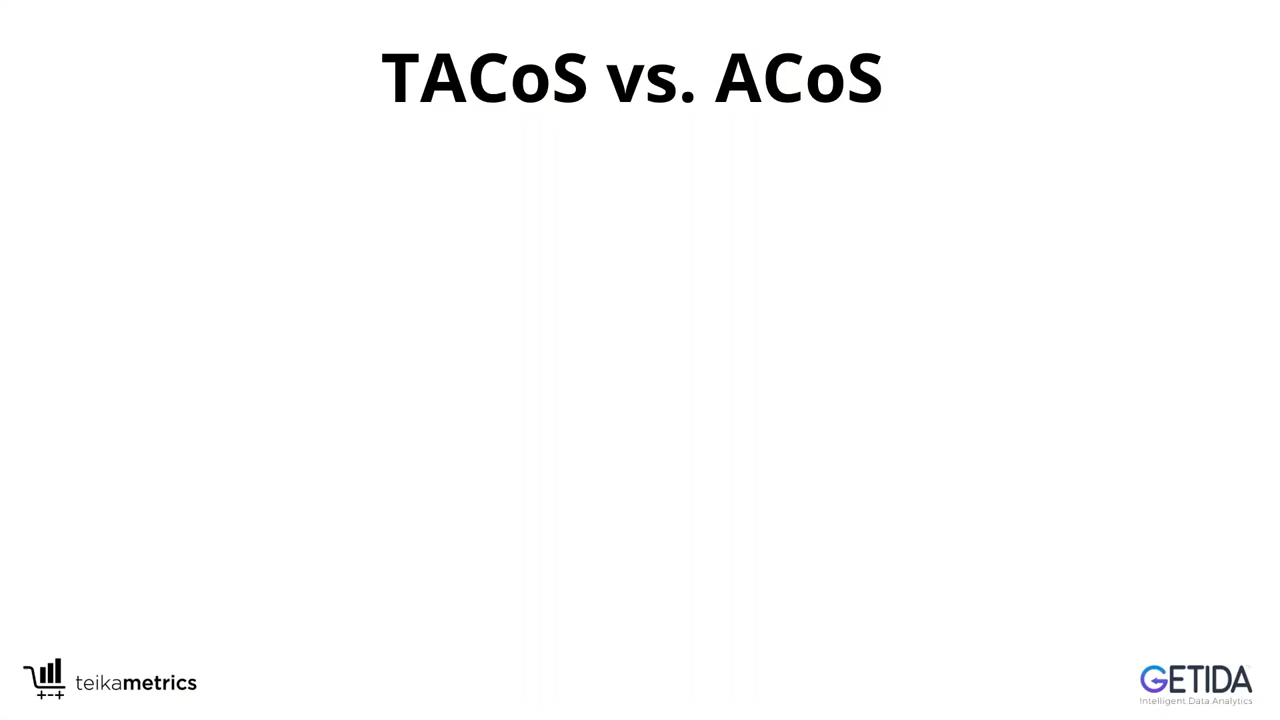 TACoS vs. ACoS
teikametrics
GETIDA
Intelligent Data Analytics